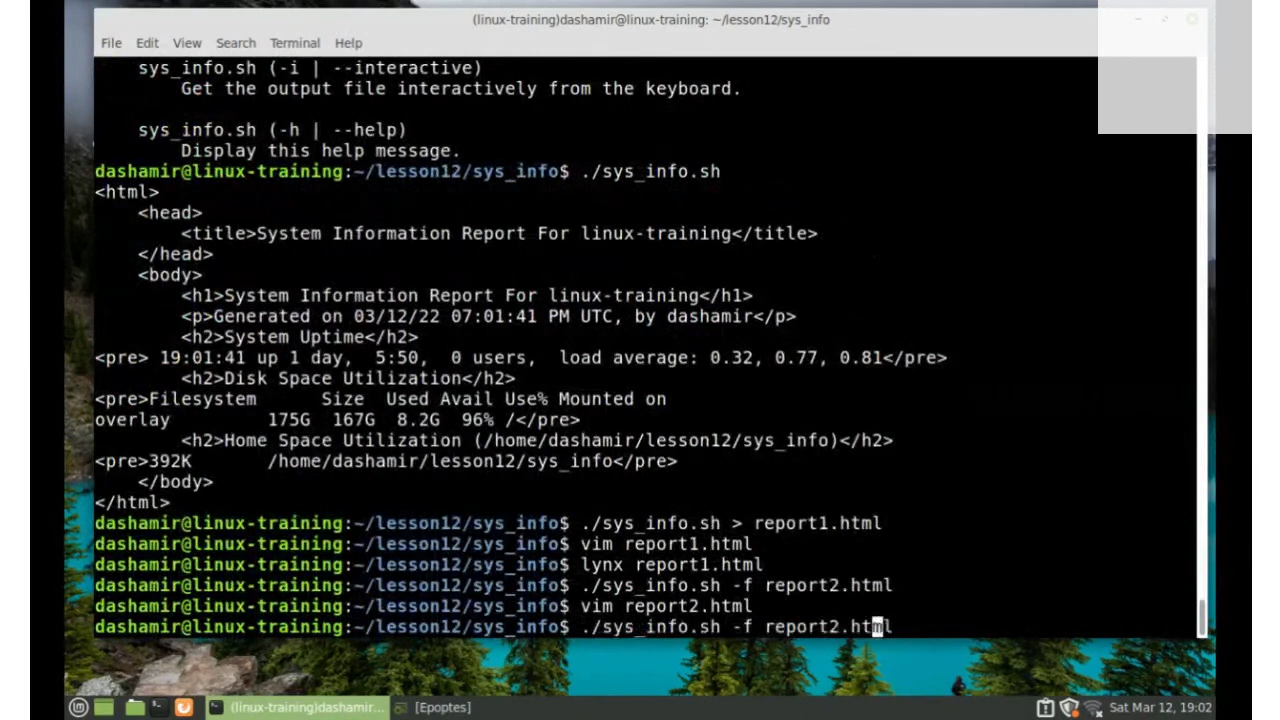 (linux-training)dashamir@linux-training: ~/lesson12/sys_info
File Edit View Search Terminal Help
sys_info.sh (-i | --interactive)
Get the output file interactively from the keyboard.
sys_info.sh (-h | --help)
Display this help message.
dashamir@linux-training:~/lesson12/sys_info$ ./sys_info.sh
<html>
<head>
<title>System Information Report For linux-training</title>
</head>
<body>
<h1>System Information Report For linux-training</h1>
<p>Generated on 03/12/22 07:01:41 PM UTC, by dashamir</p>
<h2>System Uptime</h2>
<pre> 19:01:41 up 1 day,  5:50,  0 users,  load average: 0.32, 0.77, 0.81</pre>
<h2>Disk Space Utilization</h2>
<pre>Filesystem      Size  Used Avail Use% Mounted on
overlay         175G  167G  8.2G  96% /</pre>
<h2>Home Space Utilization (/home/dashamir/lesson12/sys_info)</h2>
<pre>392K       /home/dashamir/lesson12/sys_info</pre>
</body>
</html>
dashamir@linux-training:~/lesson12/sys_info$ ./sys_info.sh > report1.html
dashamir@linux-training:~/lesson12/sys_info$ vim report1.html
dashamir@linux-training:~/lesson12/sys_info$ lynx report1.html
dashamir@linux-training:~/lesson12/sys_info$ ./sys_info.sh -f report2.html
dashamir@linux-training:~/lesson12/sys_info$ vim report2.html
dashamir@linux-training:~/lesson12/sys_info$ ./sys_info.sh -f report2.html
(linux-training)dashamir... [Epoptes] Sat Mar 12, 19:02